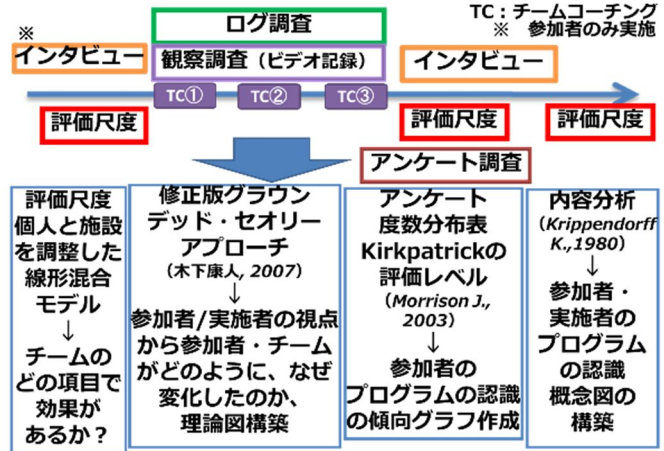 ログ調査
TC：チームコーチング
※　参加者のみ実施
※
インタビュー
観察調査（ビデオ記録）
インタビュー
TC①
TC②
TC③
評価尺度
評価尺度
評価尺度
アンケート調査
評価尺度
個人と施設
を調整した
線形混合
モデル
↓
チームの
どの項目で
効果が
あるか？
修正版グラウン
デッド・セオリー
アプローチ
（木下康人, 2007）
↓
参加者/実施者の視点
から参加者・チーム
がどのように、なぜ
変化したのか、
理論図構築
アンケート
度数分布表
Kirkpatrickの
評価レベル
（Morrison J.,
2003）
↓
参加者の
プログラムの認識
の傾向グラフ作成
内容分析
（Krippendorff
K.,1980）
↓
参加者・
実施者の
プログラム
の認識
概念図の
構築